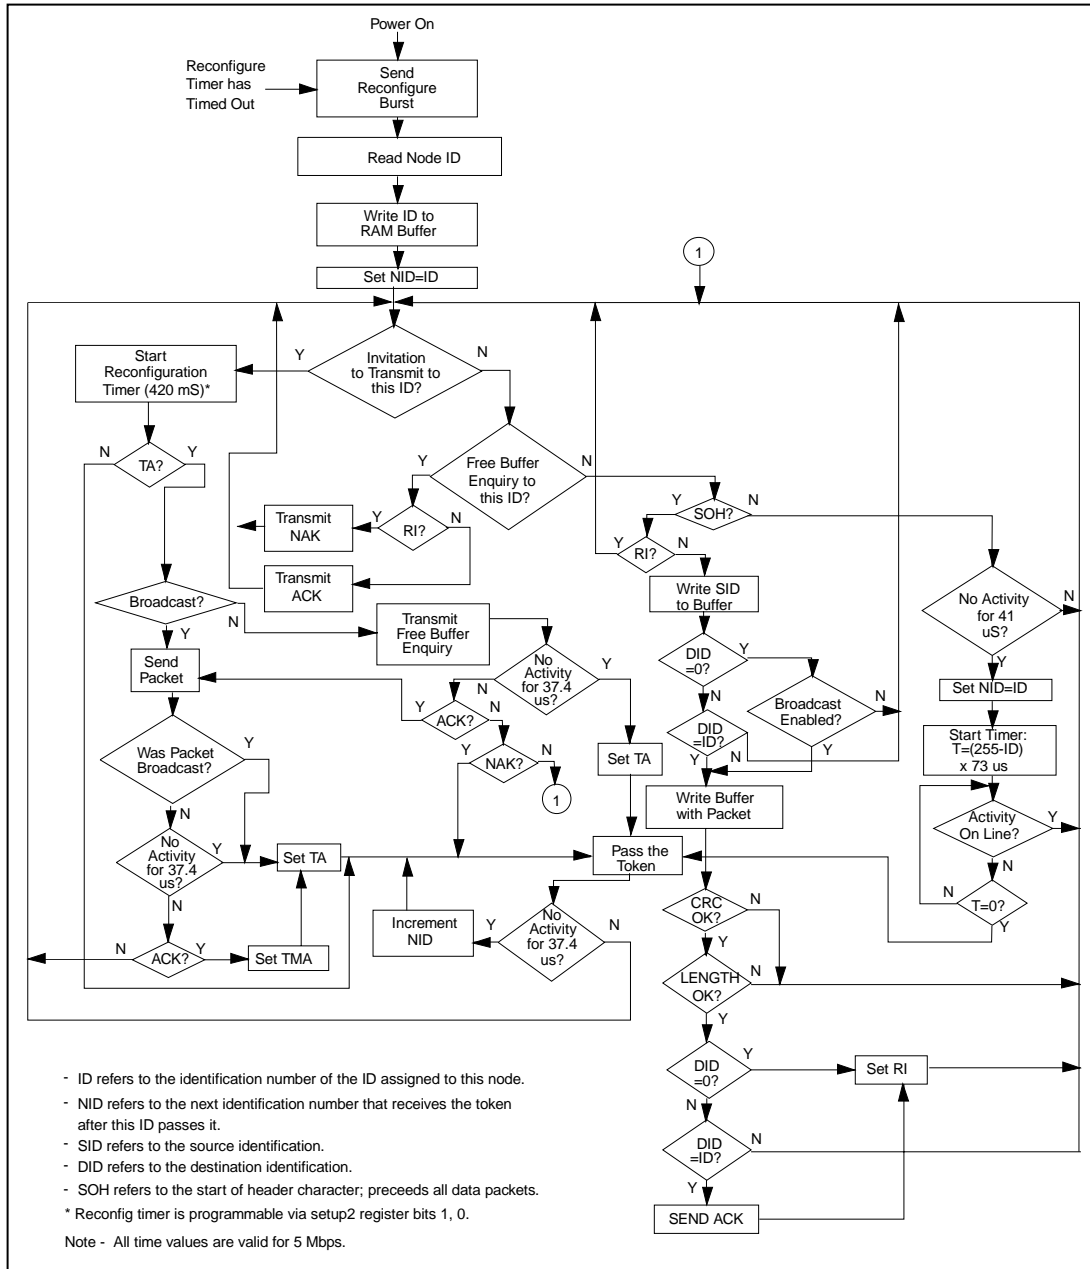 Power On
Reconfigure
Timer has
Timed Out
Send
Reconfigure
Burst
Read Node ID
Write ID to
RAM Buffer
1
Set NID=ID
Y
Invitation
to Transmit to
this ID?
N
Start
Reconfiguration
Timer (420 mS)*
N
TA?
Y
Y
Free Buffer
Enquiry to
this ID?
N
Transmit
NAK
Y
RI?
N
Transmit
ACK
Y
SOH?
N
Y
RI?
N
Write SID
to Buffer
No Activity
for 41
uS?
N
Y
Broadcast?
N
Y
Transmit
Free Buffer
Enquiry
Send
Packet
No
Activity
for 37.4
us?
Y
N
ACK?
N
NAK?
N
Y
1
DID
=0?
Y
N
Broadcast
Enabled?
N
Y
DID
=ID?
N
Y
Set NID=ID
Start Timer:
T=(255-ID)
x 73 us
Was Packet
Broadcast?
Y
N
Set TA
Write Buffer
with Packet
Activity
On Line?
Y
N
No
Activity
for 37.4
us?
Y
N
Set TA
Pass the
Token
N
T=0?
Y
CRC
OK?
N
Y
Increment
NID
Y
No
Activity
for 37.4
us?
N
N
ACK?
Y
Set TMA
LENGTH
OK?
N
Y
DID
=0?
Y
N
Set RI
DID
=ID?
N
Y
SEND ACK
- ID refers to the identification number of the ID assigned to this node.
- NID refers to the next identification number that receives the token
after this ID passes it.
- SID refers to the source identification.
- DID refers to the destination identification.
- SOH refers to the start of header character; preceeds all data packets.
* Reconfig timer is programmable via setup2 register bits 1, 0.
Note - All time values are valid for 5 Mbps.